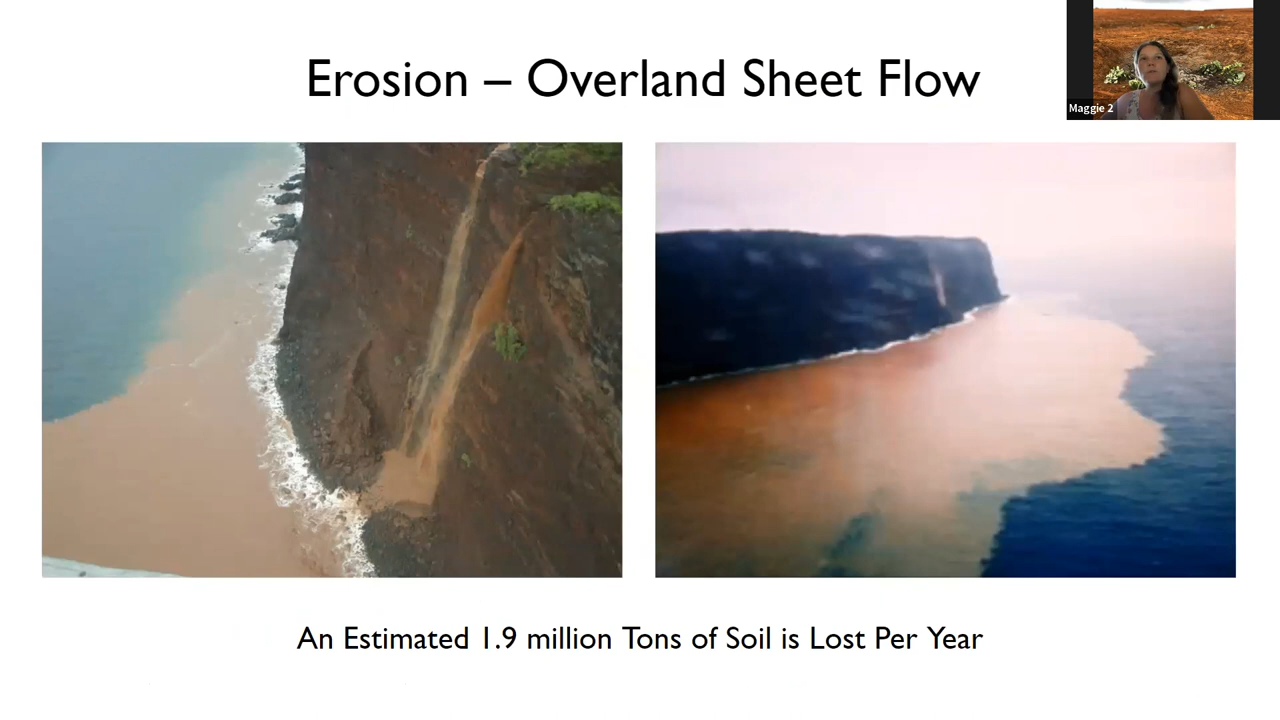 Erosion – Overland Sheet Flow
Maggie 2
An Estimated 1.9 million Tons of Soil is Lost Per Year